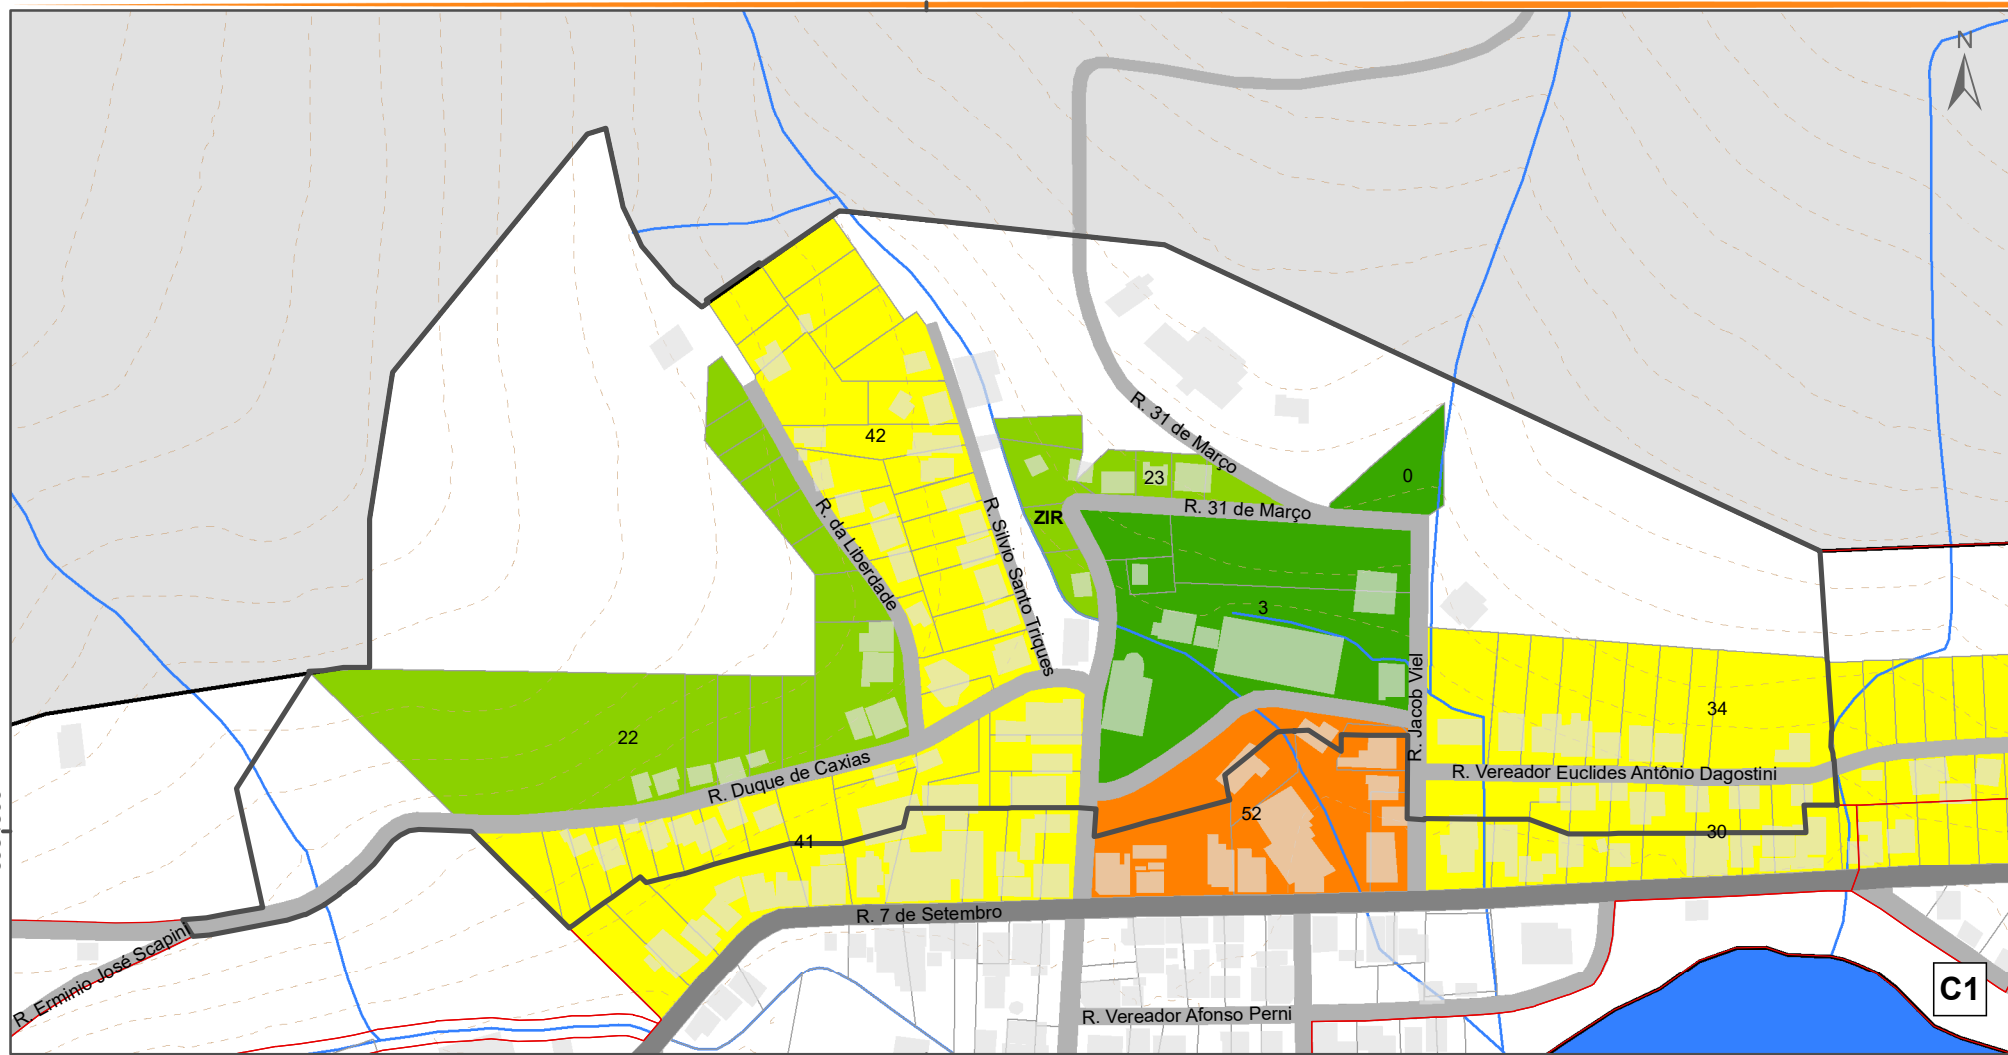 N
R. 31 de Março
42
0
23
R. 31 de Março
ZIR
R. da Liberdade
R. Silvio Santo Triques
3
R. Jacob Viel
34
22
R. Duque de Caxias
R. Vereador Euclides Antônio Dagostini
52
41
30
R. 7 de Setembro
R. Erminio José Scapini
C1
R. Vereador Afonso Perni